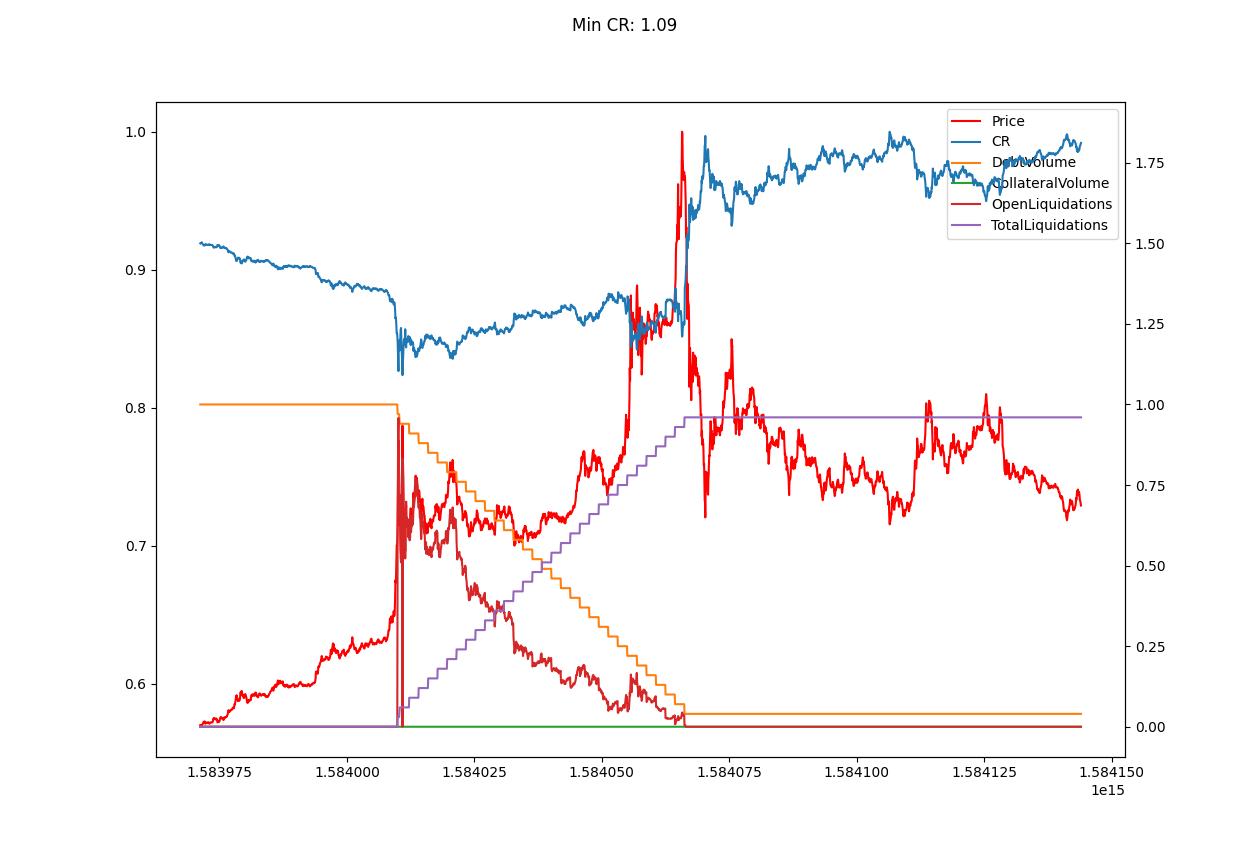 Min CR: 1.09
1.0
0.9
0.8
0.7
0.6
Price
CR
DebtVolume
CollateralVolume
OpenLiquidations
TotalLiquidations
1.75
1.50
1.25
1.00
0.75
0.50
0.25
0.00
1.583975 1.584000 1.584025 1.584050 1.584075 1.584100 1.584125 1.584150
1e15